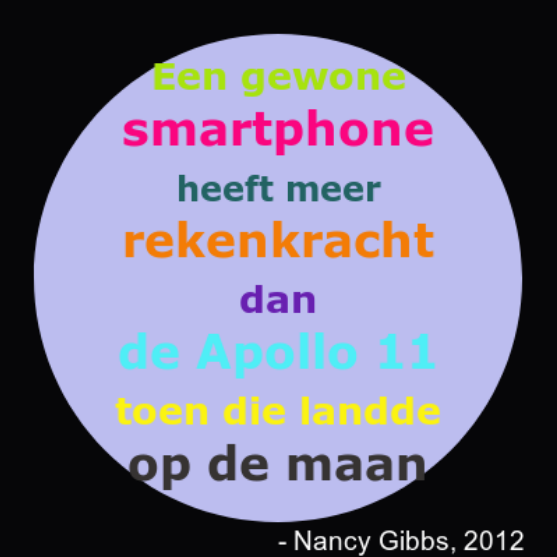 Een gewone
smartphone
heeft meer
rekenkracht
dan
de Apollo 11
toen die landde
op de maan
- Nancy Gibbs, 2012